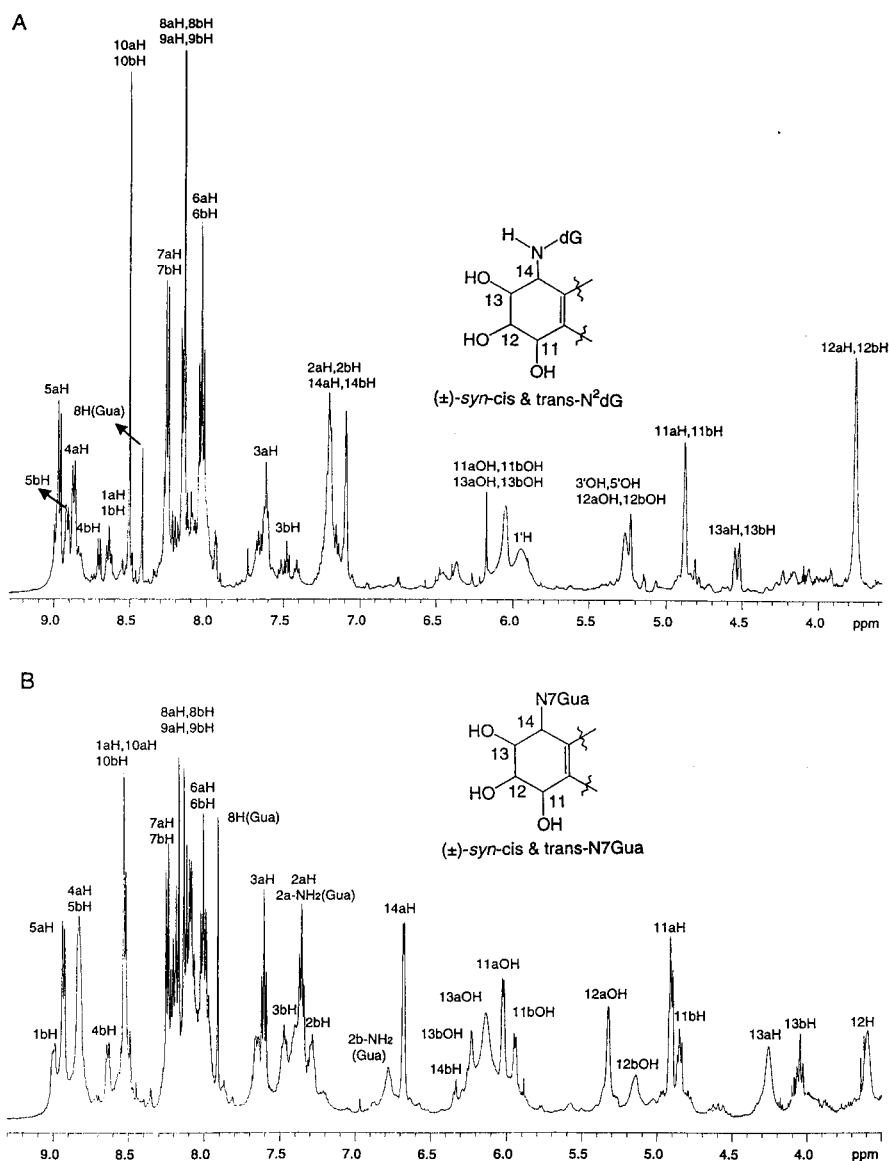 A
8aH,8bH
9aH,9bH
10aH
10bH
6aH
6bH
7aH
7bH
5aH
8H(Gua)
4aH
5bH
4bH
1aH
1bH
3aH
3bH
2aH,2bH
14aH,14bH
11aOH,11bOH
13aOH,13bOH
1'H
3'OH,5'OH
12aOH,12bOH
11aH,11bH
13aH,13bH
12aH,12bH
H
N
dG
14
HO
13
HO
12
11
OH
(±)-syn-cis & trans-N²dG
9.0 8.5 8.0 7.5 7.0 6.5 6.0 5.5 5.0 4.5 4.0 ppm
B
8aH,8bH
9aH,9bH
1aH,10aH
10bH
6aH
6bH
7aH
7bH
8H(Gua)
4aH
5bH
5aH
1bH
4bH
3aH
2aH
2a-NH₂(Gua)
3bH
2bH
2b-NH₂
(Gua)
14aH
14bH
13bOH
13aOH
11aOH
11bOH
12aOH
12bOH
11aH
11bH
13aH
13bH
12H
N7Gua
14
HO
13
HO
12
11
OH
(±)-syn-cis & trans-N7Gua
9.0 8.5 8.0 7.5 7.0 6.5 6.0 5.5 5.0 4.5 4.0 ppm